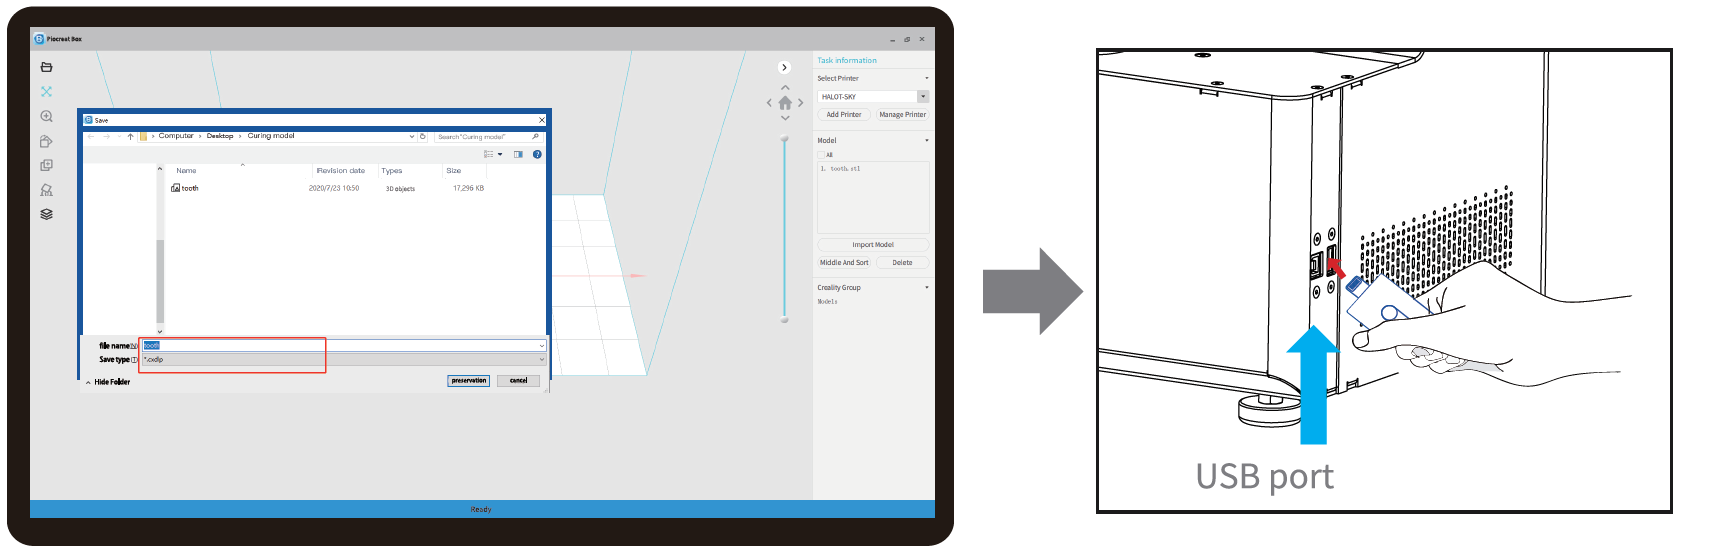 Piocreat Box
Save
Computer > Desktop > Curing model
Search "Curing model"
Name
Revision date
Types
Size
tooth
2020/7/23 10:50
3D objects
17,296 KB
file name(N)
tooth
Save type (T)
*.cxdlp
Hide Folder
preservation
cancel
Task information
Select Printer
HALOT-SKY
Add Printer
Manage Printer
Model
All
1. tooth.stl
Import Model
Middle And Sort
Delete
Creality Group
Models
Ready
USB port